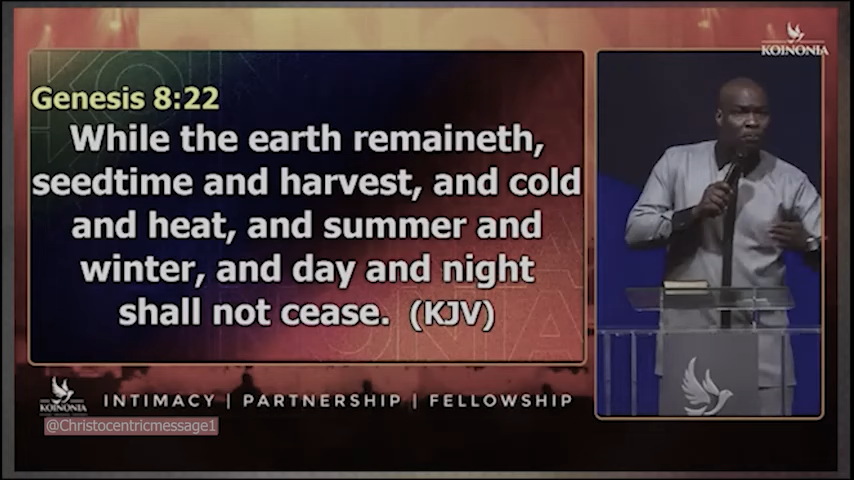 KOINONIA
Genesis 8:22
While the earth remaineth,
seedtime and harvest, and cold
and heat, and summer and
winter, and day and night
shall not cease. (KJV)
KOINONIA
INTIMACY | PARTNERSHIP | FELLOWSHIP
@Christocentricmessage1